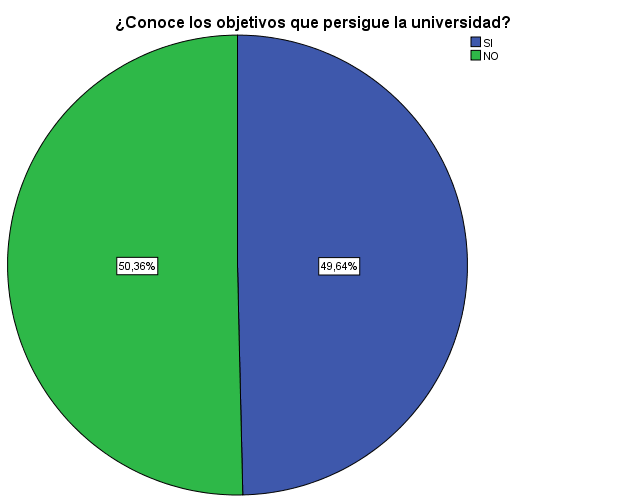 ¿Conoce los objetivos que persigue la universidad?
SI
NO
50,36%
49,64%